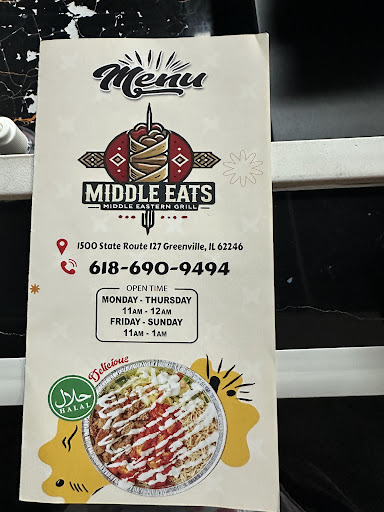 Menu
MIDDLE EATS
MIDDLE EASTERN GRILL
1500 State Route 127 Greenville, IL 62246
618-690-9494
OPEN TIME
MONDAY - THURSDAY
11AM - 12AM
FRIDAY - SUNDAY
11AM - 1AM
Delicious
حلال
HALAL